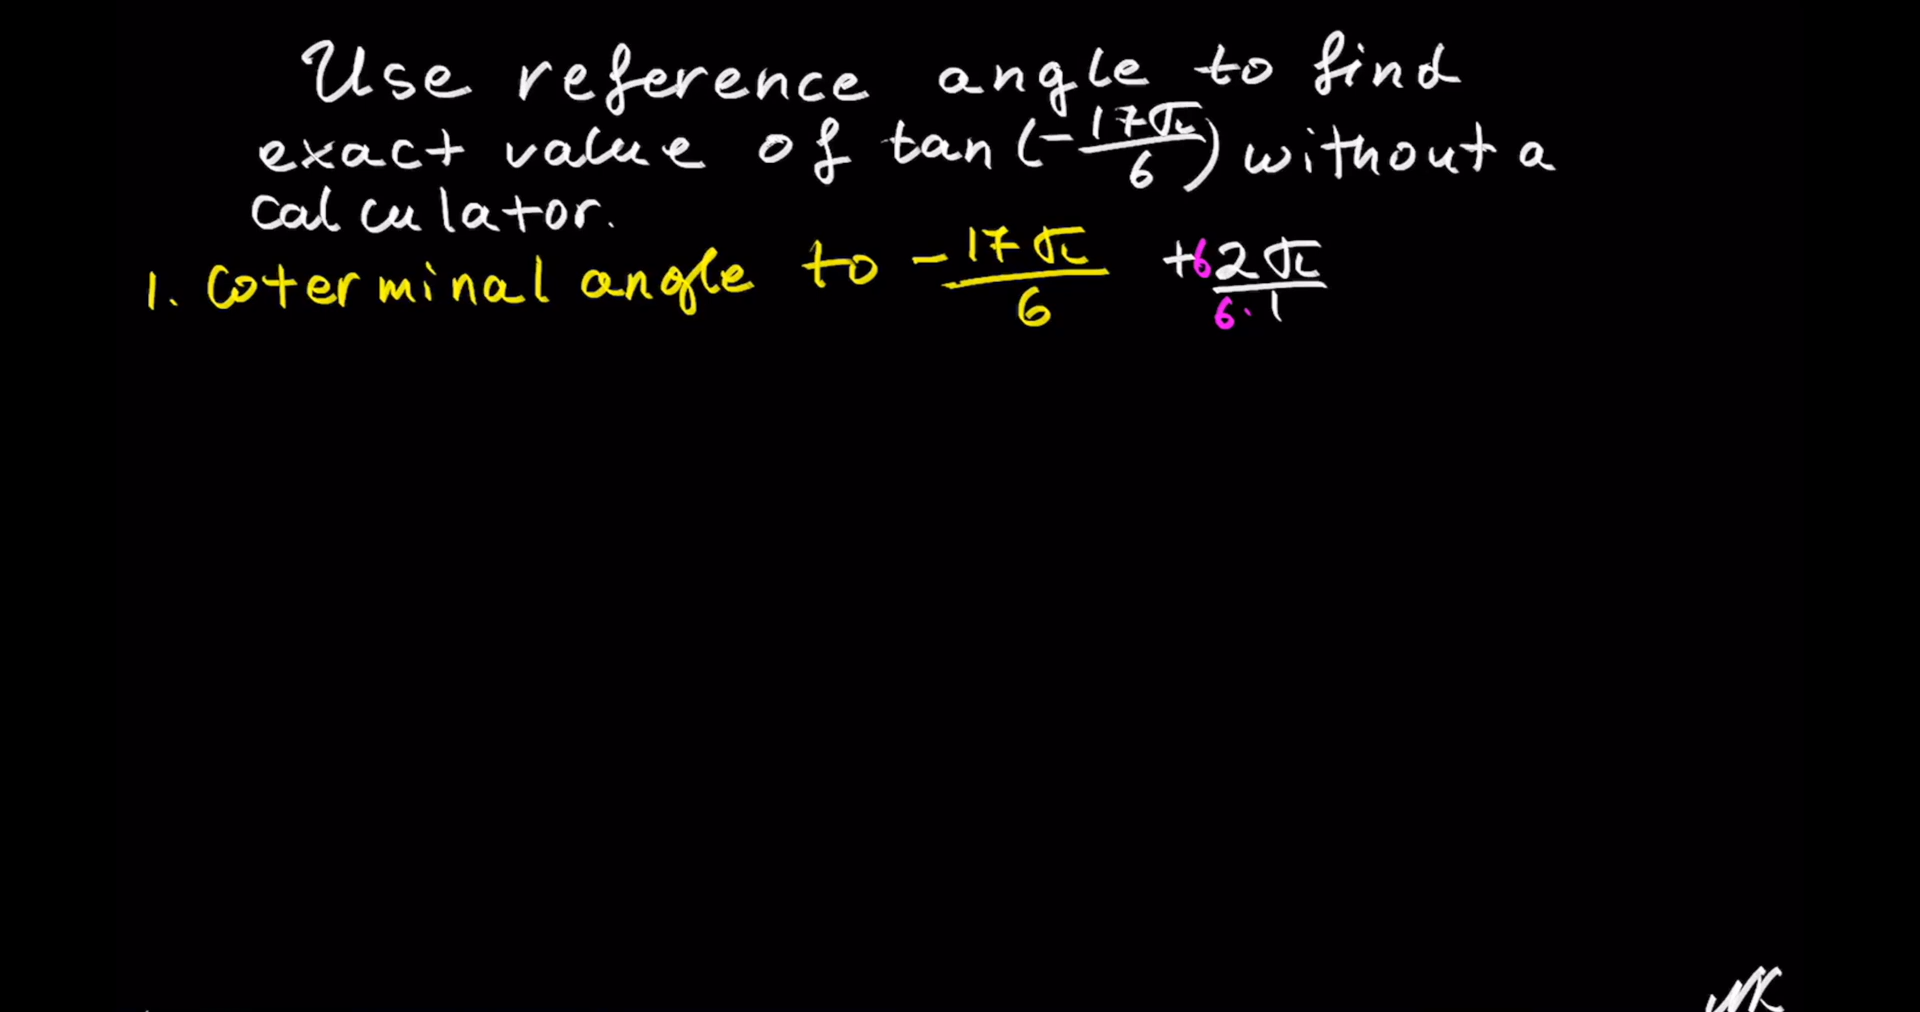 Use reference angle to find
exact value of tan(-17π/6) without a
calculator.
1. Coterminal angle to -17π/6 +6·2π/6·1
NK